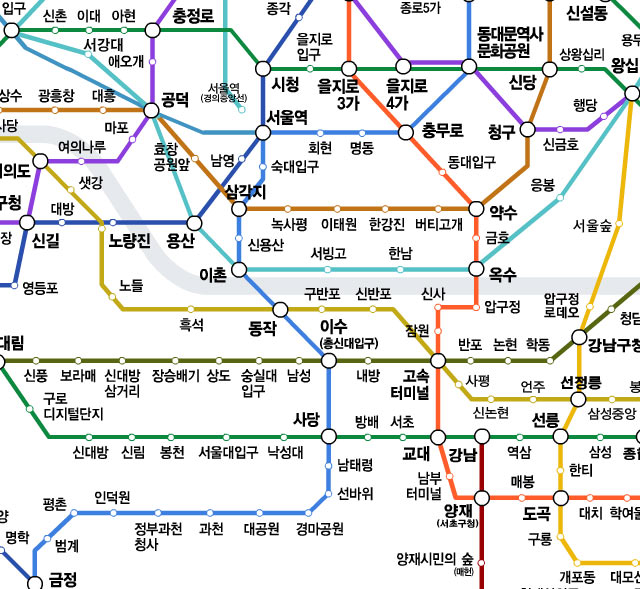 입구
신촌
이대
아현
충정로
종각
종로5가
신설동
을지로
입구
동대문역사
문화공원
서강대
애오개
시청
을지로
3가
을지로
4가
신당
상왕십리
왕십
서울역
(경의중앙선)
상수
광흥창
대흥
공덕
서울역
회현
명동
충무로
청구
행당
신금호
사당
마포
여의나루
효창
공원앞
남영
숙대입구
동대입구
의도
샛강
삼각지
응봉
구청
대방
녹사평
이태원
한강진
버티고개
약수
서울숲
장
신길
노량진
용산
신용산
서빙고
한남
금호
영등포
노들
이촌
옥수
구반포
신반포
신사
압구정
압구정
로데오
청담
흑석
동작
이수
(총신대입구)
잠원
대림
반포
논현
학동
강남구청
신풍
보라매
신대방
삼거리
장승배기
상도
숭실대
입구
남성
내방
고속
터미널
사평
언주
선정릉
봉
구로
디지털단지
신논현
삼성중앙
사당
방배
서초
선릉
신대방
신림
봉천
서울대입구
낙성대
교대
강남
역삼
삼성
종합
남태령
남부
터미널
매봉
한티
선바위
양재
(서초구청)
도곡
대치
학여울
평촌
인덕원
정부과천
청사
과천
대공원
경마공원
구룡
양
명학
범계
양재시민의 숲
(매헌)
개포동
대모산
금정